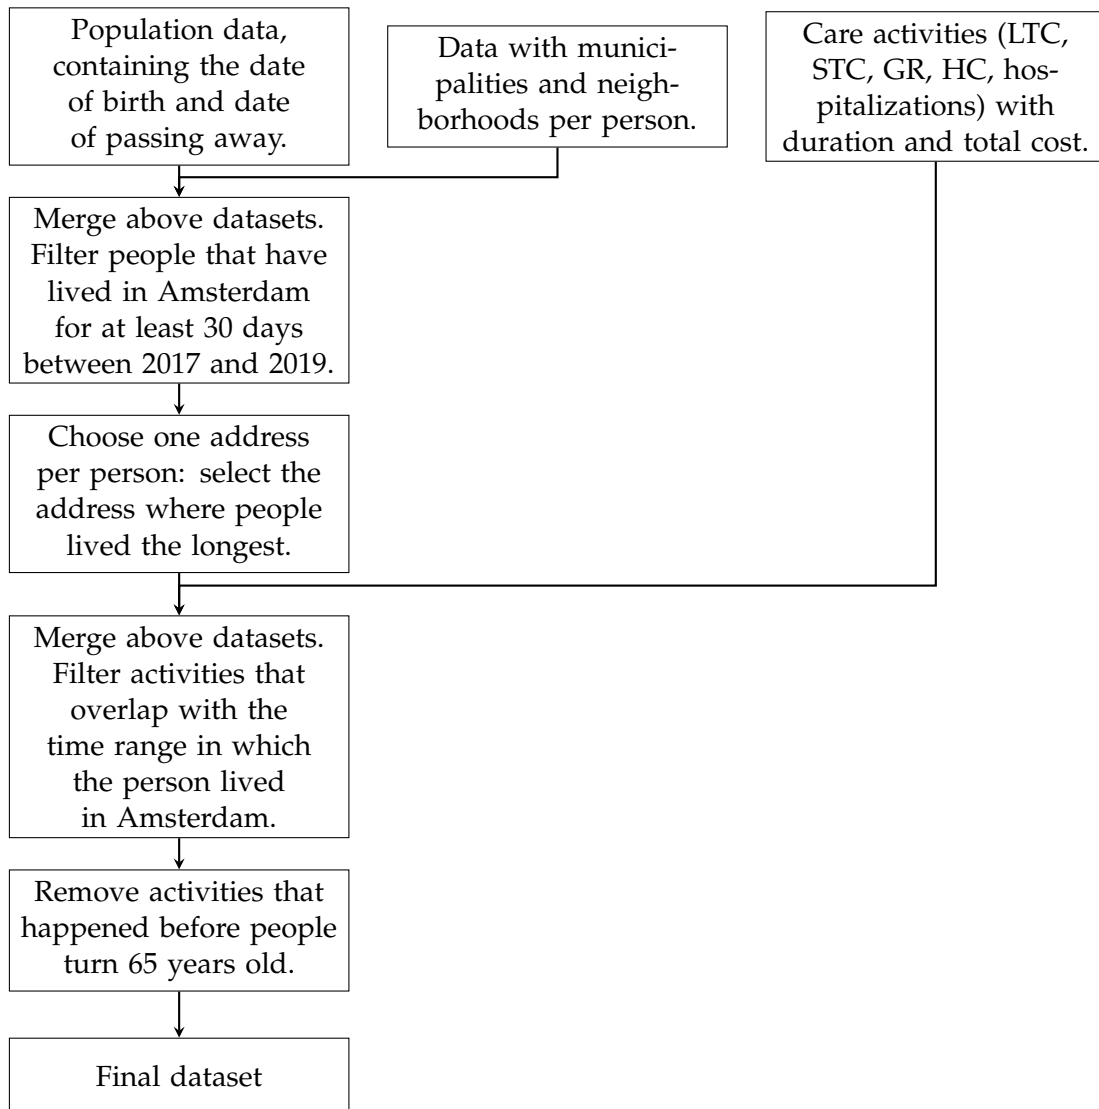 Population data,
containing the date
of birth and date
of passing away.
Data with munici-
palities and neigh-
borhoods per person.
Care activities (LTC,
STC, GR, HC, hos-
pitalizations) with
duration and total cost.
Merge above datasets.
Filter people that have
lived in Amsterdam
for at least 30 days
between 2017 and 2019.
Choose one address
per person: select the
address where people
lived the longest.
Merge above datasets.
Filter activities that
overlap with the
time range in which
the person lived
in Amsterdam.
Remove activities that
happened before people
turn 65 years old.
Final dataset